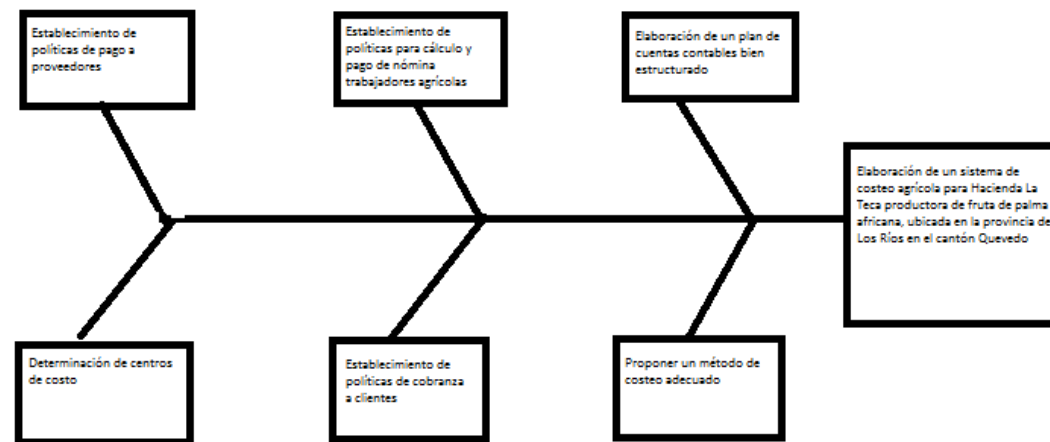 Establecimiento de
políticas de pago a
proveedores
Establecimiento de
políticas para cálculo y
pago de nómina
trabajadores agrícolas
Elaboración de un plan de
cuentas contables bien
estructurado
Elaboración de un sistema de
costeo agrícola para Hacienda La
Teca productora de fruta de palma
africana, ubicada en la provincia de
Los Ríos en el cantón Quevedo
Determinación de centros
de costo
Establecimiento de
políticas de cobranza
a clientes
Proponer un método de
costeo adecuado